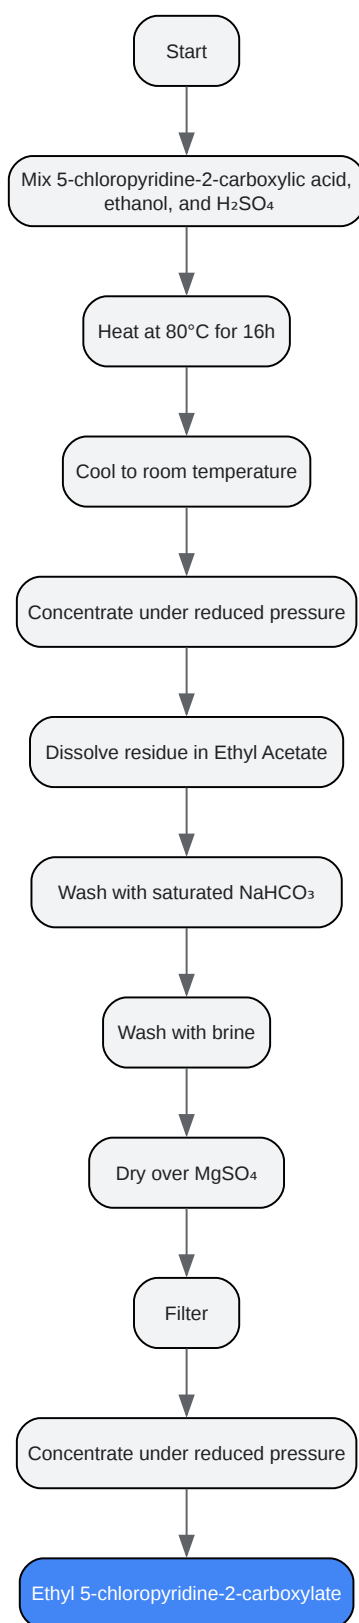 Start
Mix 5-chloropyridine-2-carboxylic acid,
ethanol, and H₂SO₄
Heat at 80°C for 16h
Cool to room temperature
Concentrate under reduced pressure
Dissolve residue in Ethyl Acetate
Wash with saturated NaHCO₃
Wash with brine
Dry over MgSO₄
Filter
Concentrate under reduced pressure
Ethyl 5-chloropyridine-2-carboxylate